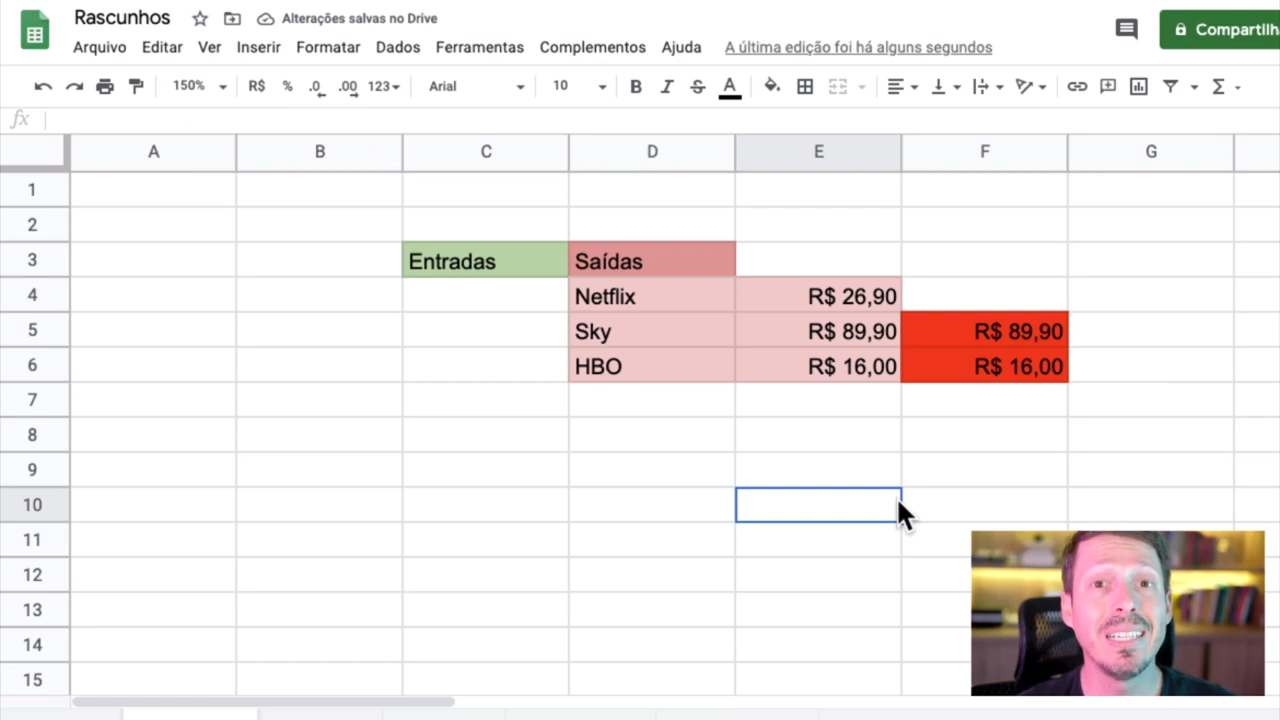 Rascunhos Alterações salvas no Drive
Arquivo Editar Ver Inserir Formatar Dados Ferramentas Complementos Ajuda A última edição foi há alguns segundos
Compartilh
150% R$ % .0 .00 123 Arial 10 B I S A Σ
fx
A B C D E F G
1
2
3 Entradas Saídas
4 Netflix R$ 26,90
5 Sky R$ 89,90 R$ 89,90
6 HBO R$ 16,00 R$ 16,00
7
8
9
10
11
12
13
14
15